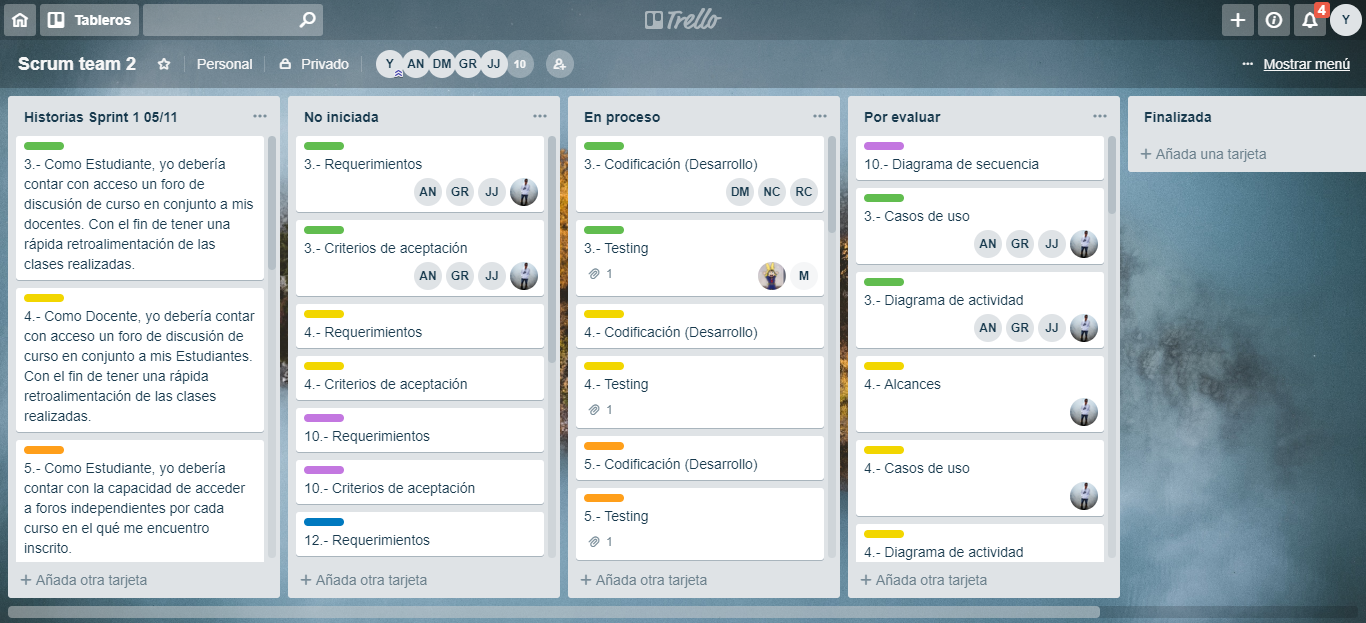 Tableros
Trello
4
Y
Scrum team 2
Personal
Privado
Y AN DM GR JJ 10
Mostrar menú
Historias Sprint 1 05/11
3.- Como Estudiante, yo debería
contar con acceso un foro de
discusión de curso en conjunto a mis
docentes. Con el fin de tener una
rápida retroalimentación de las
clases realizadas.
4.- Como Docente, yo debería contar
con acceso un foro de discusión de
curso en conjunto a mis Estudiantes.
Con el fin de tener una rápida
retroalimentación de las clases
realizadas.
5.- Como Estudiante, yo debería
contar con la capacidad de acceder
a foros independientes por cada
curso en el qué me encuentro
inscrito.
+ Añada otra tarjeta
No iniciada
3.- Requerimientos
AN GR JJ
3.- Criterios de aceptación
AN GR JJ
4.- Requerimientos
4.- Criterios de aceptación
10.- Requerimientos
10.- Criterios de aceptación
12.- Requerimientos
+ Añada otra tarjeta
En proceso
3.- Codificación (Desarrollo)
DM NC RC
3.- Testing
1
M
4.- Codificación (Desarrollo)
4.- Testing
1
5.- Codificación (Desarrollo)
5.- Testing
1
+ Añada otra tarjeta
Por evaluar
10.- Diagrama de secuencia
3.- Casos de uso
AN GR JJ
3.- Diagrama de actividad
AN GR JJ
4.- Alcances
4.- Casos de uso
4.- Diagrama de actividad
+ Añada otra tarjeta
Finalizada
+ Añada una tarjeta